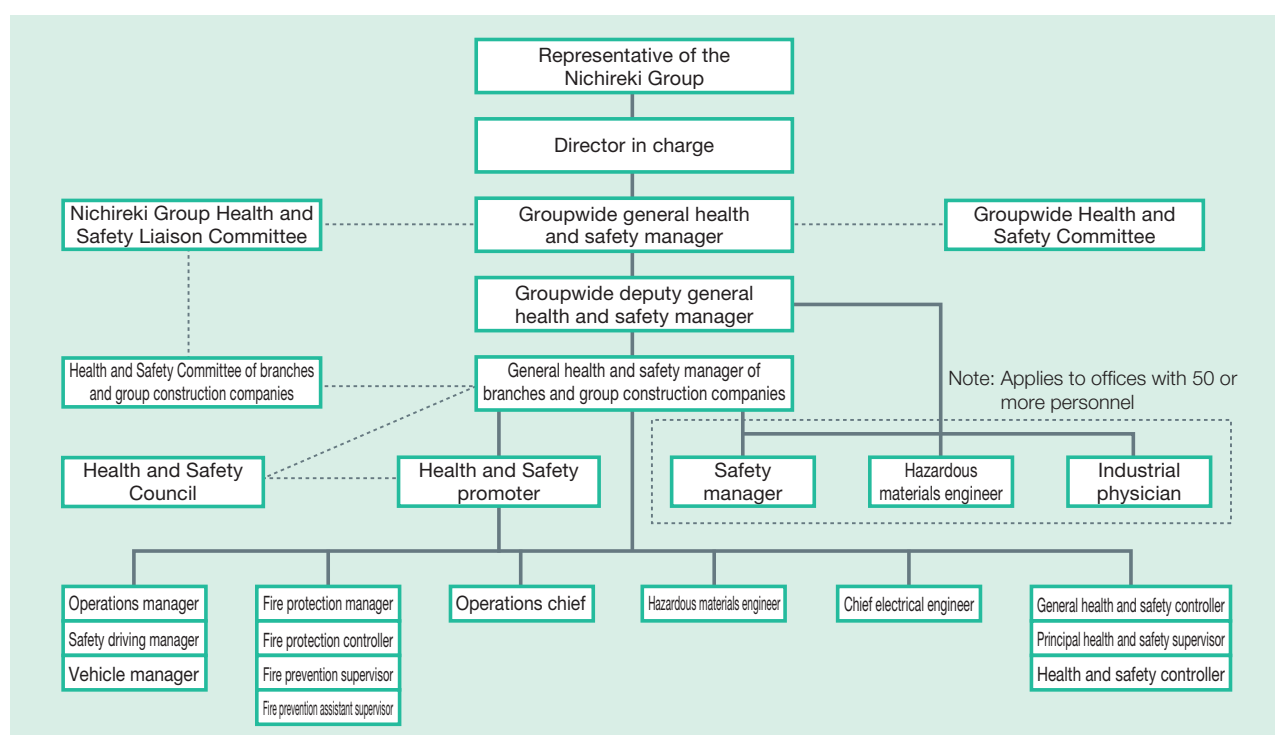 Representative of the
Nichireki Group
Director in charge
Nichireki Group Health and
Safety Liaison Committee
Groupwide general health
and safety manager
Groupwide Health and
Safety Committee
Groupwide deputy general
health and safety manager
Health and Safety Committee of branches
and group construction companies
General health and safety manager of
branches and group construction companies
Note: Applies to offices with 50 or
more personnel
Health and Safety
Council
Health and Safety
promoter
Safety
manager
Hazardous
materials engineer
Industrial
physician
Operations manager
Safety driving manager
Vehicle manager
Fire protection manager
Fire protection controller
Fire prevention supervisor
Fire prevention assistant supervisor
Operations chief
Hazardous materials engineer
Chief electrical engineer
General health and safety controller
Principal health and safety supervisor
Health and safety controller